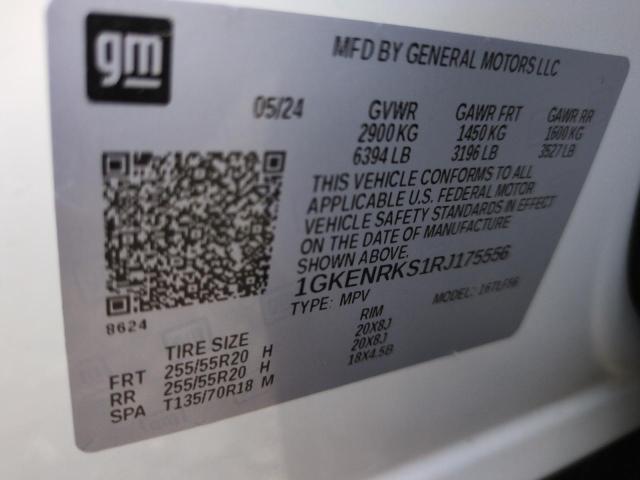 gm
MFD BY GENERAL MOTORS LLC
05/24 GVWR GAWR FRT GAWR RR
2900 KG 1450 KG 1600 KG
6394 LB 3196 LB 3527 LB
THIS VEHICLE CONFORMS TO ALL
APPLICABLE U.S. FEDERAL MOTOR
VEHICLE SAFETY STANDARDS IN EFFECT
ON THE DATE OF MANUFACTURE
SHOWN ABOVE.
1GKENRKS1RJ175556
TYPE: MPV MODEL: 1GTLF56
8624
TIRE SIZE RIM
FRT 255/55R20 H 20X8J
RR 255/55R20 H 20X8J
SPA T135/70R18 M 18X4.5B